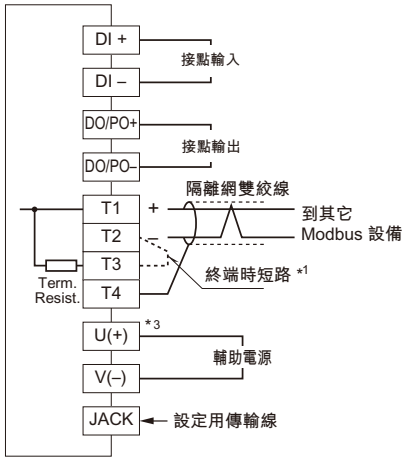 DI +
接點輸入
DI –
DO/PO+
接點輸出
DO/PO–
隔離網雙絞線
T1
+
到其它
Modbus 設備
T2
–
T3
終端時短路 *1
Term.
Resist.
T4
U(+)
*3
輔助電源
V(–)
JACK
設定用傳輸線